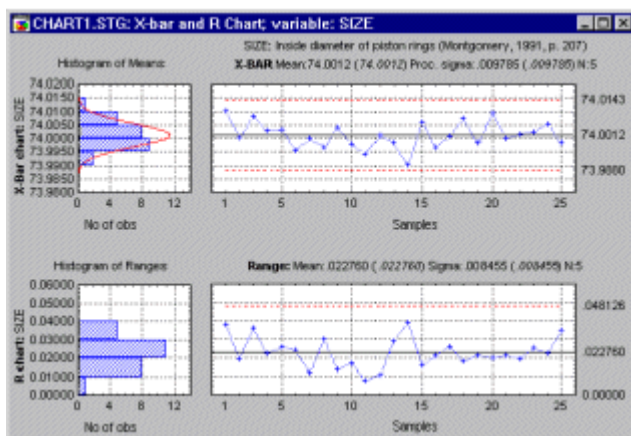 CHART1.STG: X-bar and R Chart; variable: SIZE
SIZE: Inside diameter of piston rings (Montgomery, 1991, p. 207)
Histogram of Means
X-BAR Mean:74.0012 (74.0012) Proc. sigma:.009785 (.009785) N:5
X-Bar chart: SIZE
74.0200
74.0150
74.0100
74.0050
74.0000
73.9950
73.9900
73.9850
73.9800
0 4 8 12
No of obs
74.0143
74.0012
73.9880
1 5 10 15 20 25
Samples
Histogram of Ranges
Range: Mean:.022760 (.022760) Sigma:.008455 (.008455) N:5
R chart: SIZE
0.06000
0.05000
0.04000
0.03000
0.02000
0.01000
0.00000
0 4 8 12
No of obs
.048126
.022760
0.00000
1 5 10 15 20 25
Samples